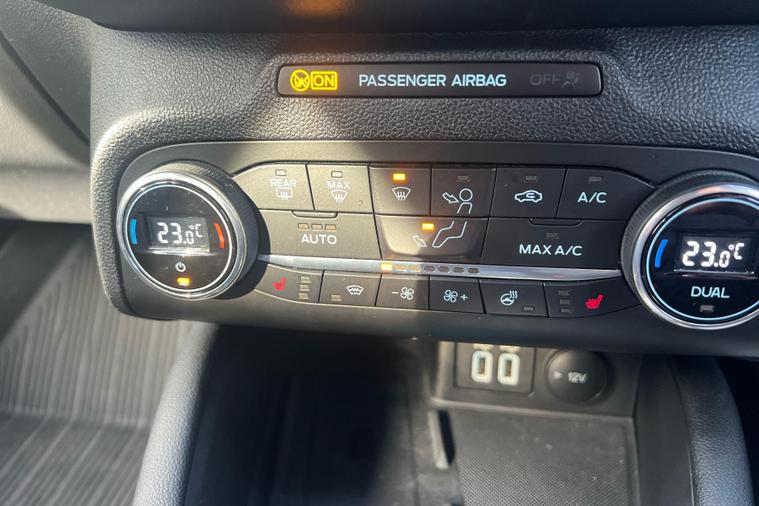 ON PASSENGER AIRBAG OFF
REAR MAX A/C
23.0°C AUTO MAX A/C 23.0°C
DUAL
- +
12V